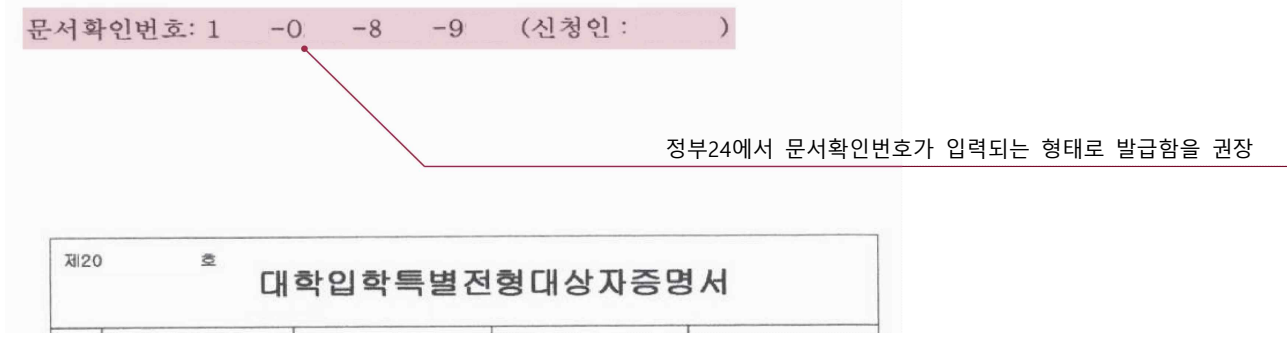 문서확인번호: 1 -0 -8 -9 (신청인 : )
정부24에서 문서확인번호가 입력되는 형태로 발급함을 권장
제20 호
대학입학특별전형대상자증명서